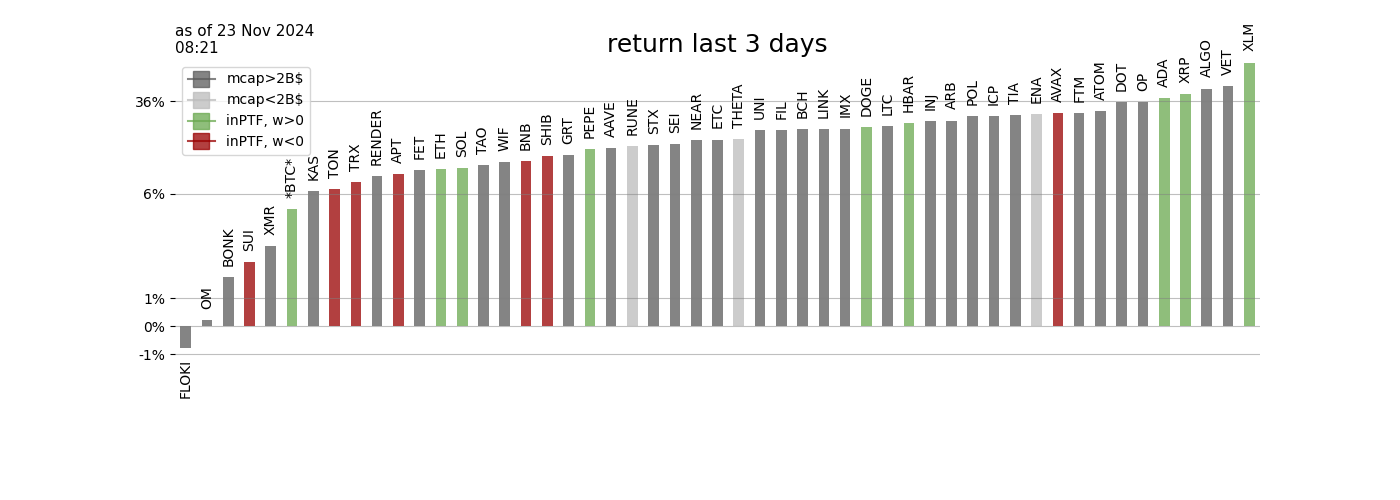 as of 23 Nov 2024
08:21
return last 3 days
mcap>2B$
mcap<2B$
inPTF, w>0
inPTF, w<0
36%
6%
1%
0%
-1%
FLOKI
OM
BONK
SUI
XMR
*BTC*
KAS
TON
TRX
RENDER
APT
FET
ETH
SOL
TAO
WIF
BNB
SHIB
GRT
PEPE
AAVE
RUNE
STX
SEI
NEAR
ETC
THETA
UNI
FIL
BCH
LINK
IMX
DOGE
LTC
HBAR
INJ
ARB
POL
ICP
TIA
ENA
AVAX
FTM
ATOM
DOT
OP
ADA
XRP
ALGO
VET
XLM